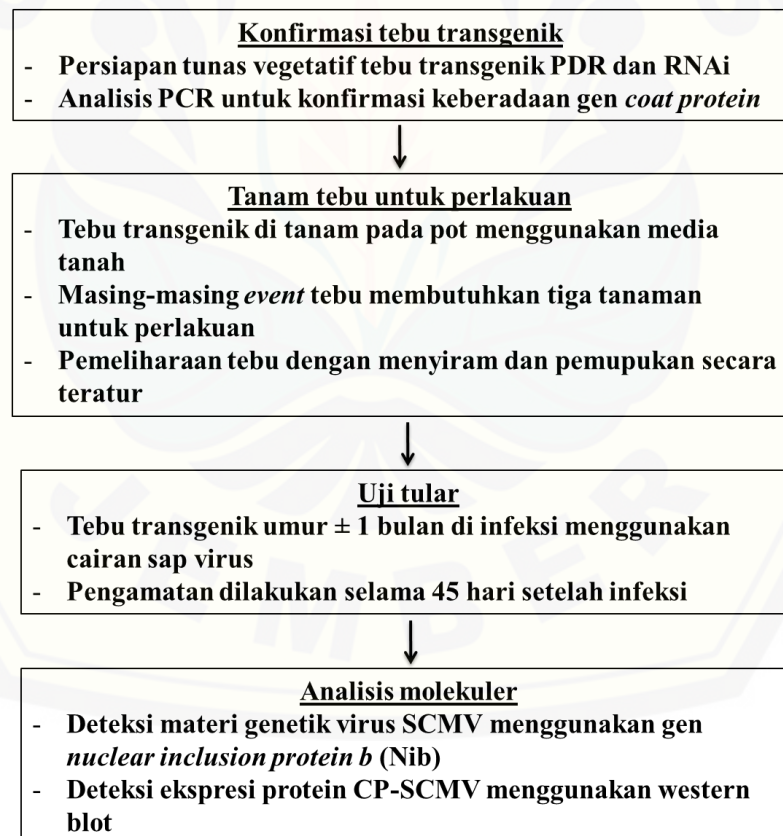 Konfirmasi tebu transgenik
- Persiapan tunas vegetatif tebu transgenik PDR dan RNAi
- Analisis PCR untuk konfirmasi keberadaan gen coat protein
Tanam tebu untuk perlakuan
- Tebu transgenik di tanam pada pot menggunakan media
tanah
- Masing-masing event tebu membutuhkan tiga tanaman
untuk perlakuan
- Pemeliharaan tebu dengan menyiram dan pemupukan secara
teratur
Uji tular
- Tebu transgenik umur ± 1 bulan di infeksi menggunakan
cairan sap virus
- Pengamatan dilakukan selama 45 hari setelah infeksi
JEMBER
Analisis molekuler
- Deteksi materi genetik virus SCMV menggunakan gen
nuclear inclusion protein b (Nib)
- Deteksi ekspresi protein CP-SCMV menggunakan western
blot